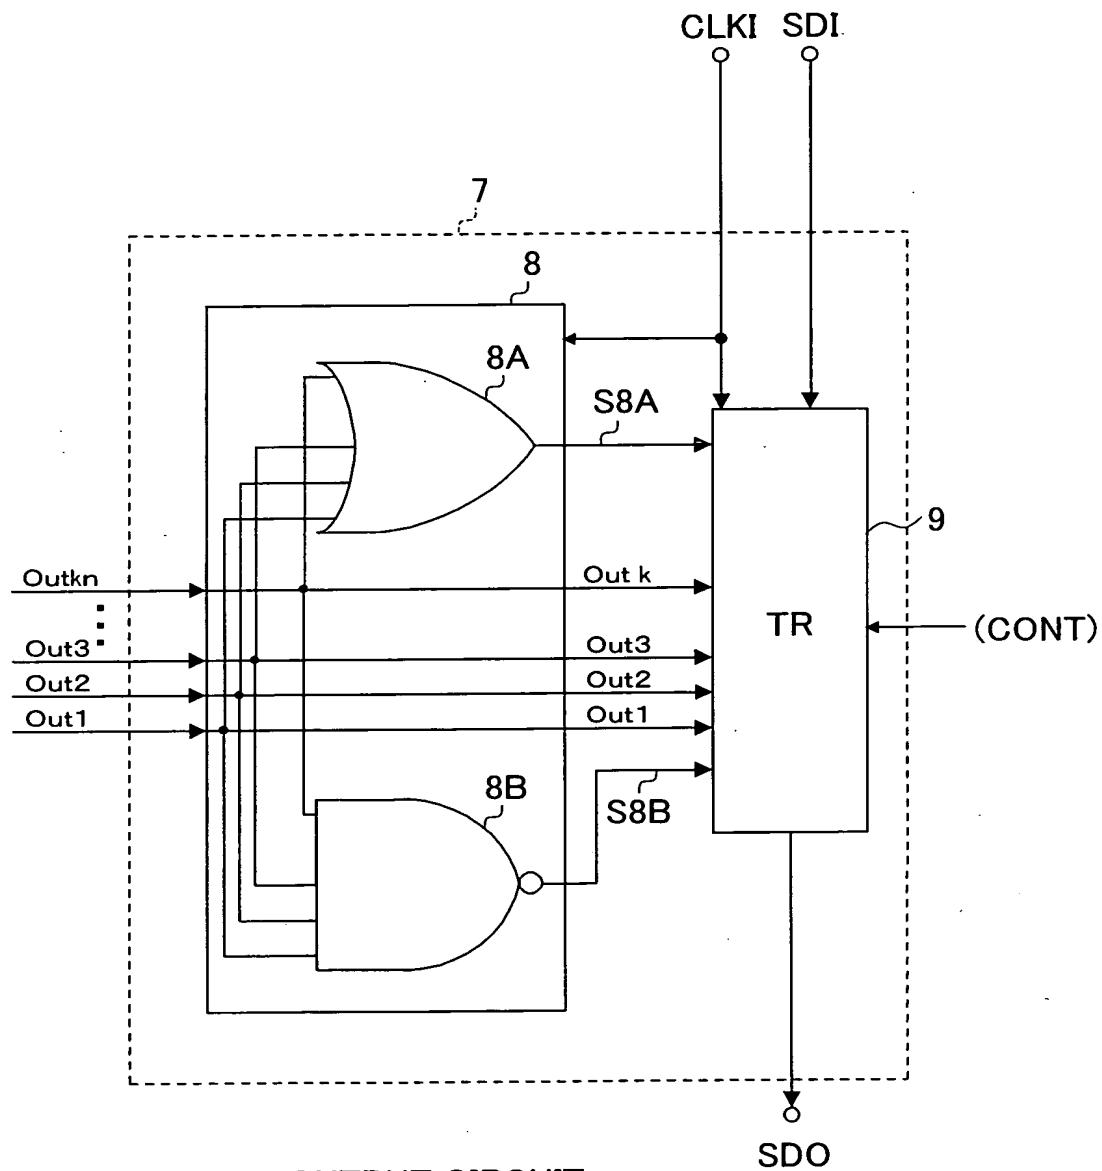 CLKI SDI
7
8
8A
S8A
9
Outkn
Out k
TR
(CONT)
Out3
Out3
Out2
Out2
Out1
Out1
8B
S8B
SDO